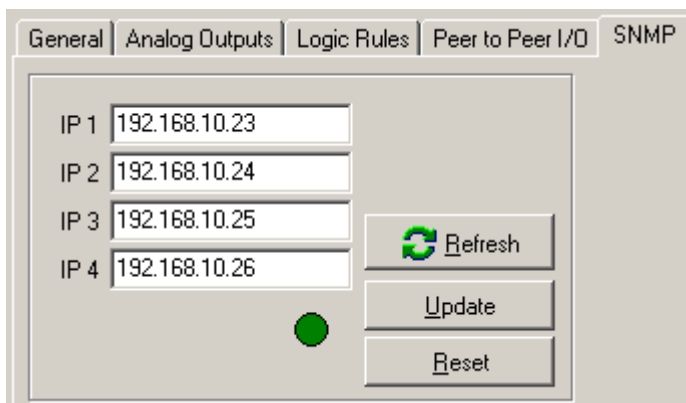 General Analog Outputs Logic Rules Peer to Peer I/O SNMP
IP 1 192.168.10.23
IP 2 192.168.10.24
IP 3 192.168.10.25
IP 4 192.168.10.26
Refresh
Update
Reset